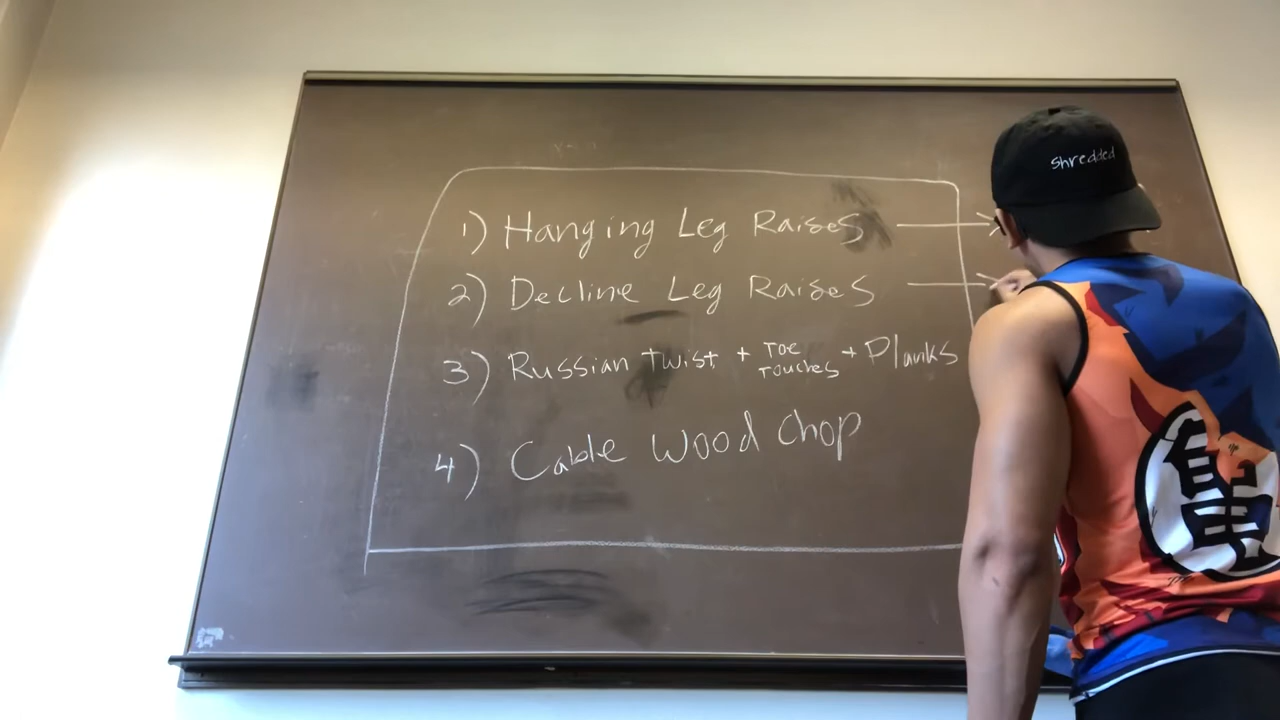 shredded
1) Hanging Leg Raises
2) Decline Leg Raises
3) Russian Twist + Toe Touches + Planks
4) Cable Wood Chop